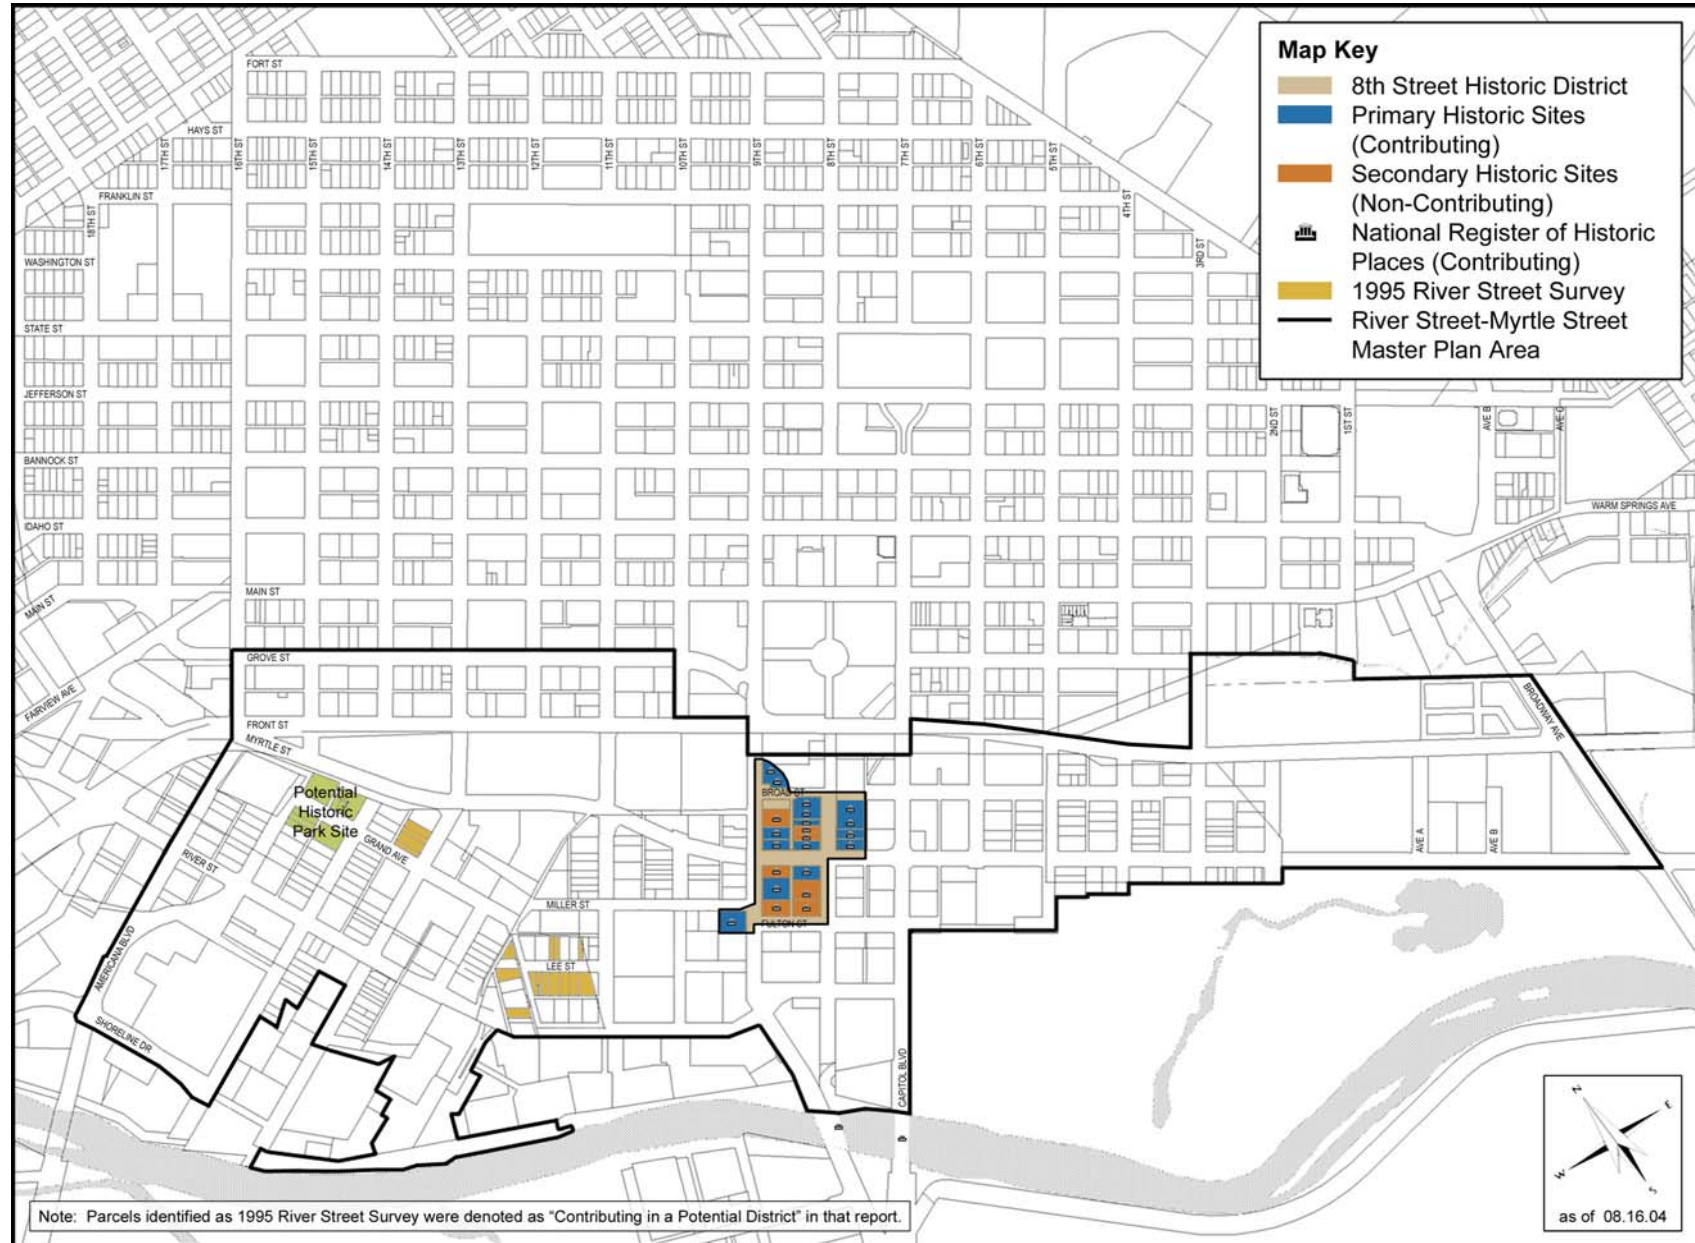 Map Key
8th Street Historic District
Primary Historic Sites
(Contributing)
Secondary Historic Sites
(Non-Contributing)
National Register of Historic
Places (Contributing)
1995 River Street Survey
River Street-Myrtle Street
Master Plan Area
FORT ST
HAYS ST
17TH ST
16TH ST
15TH ST
14TH ST
13TH ST
12TH ST
11TH ST
10TH ST
9TH ST
8TH ST
7TH ST
6TH ST
5TH ST
4TH ST
3RD ST
FRANKLIN ST
18TH ST
WASHINGTON ST
STATE ST
JEFFERSON ST
2ND ST
1ST ST
AVE B
AVE C
BANNOCK ST
IDAHO ST
WARM SPRINGS AVE
MAIN ST
MAIN ST
GROVE ST
FAIRVIEW AVE
FRONT ST
MYRTLE ST
BROADWAY AVE
Potential
Historic
Park Site
BROAD ST
GRAND AVE
RIVER ST
AVE A
AVE B
MILLER ST
FULTON ST
LEE ST
AMERICANA BLVD
SHORELINE DR
CAPITOL BLVD
N
E
W
S
as of 08.16.04
Note: Parcels identified as 1995 River Street Survey were denoted as "Contributing in a Potential District" in that report.